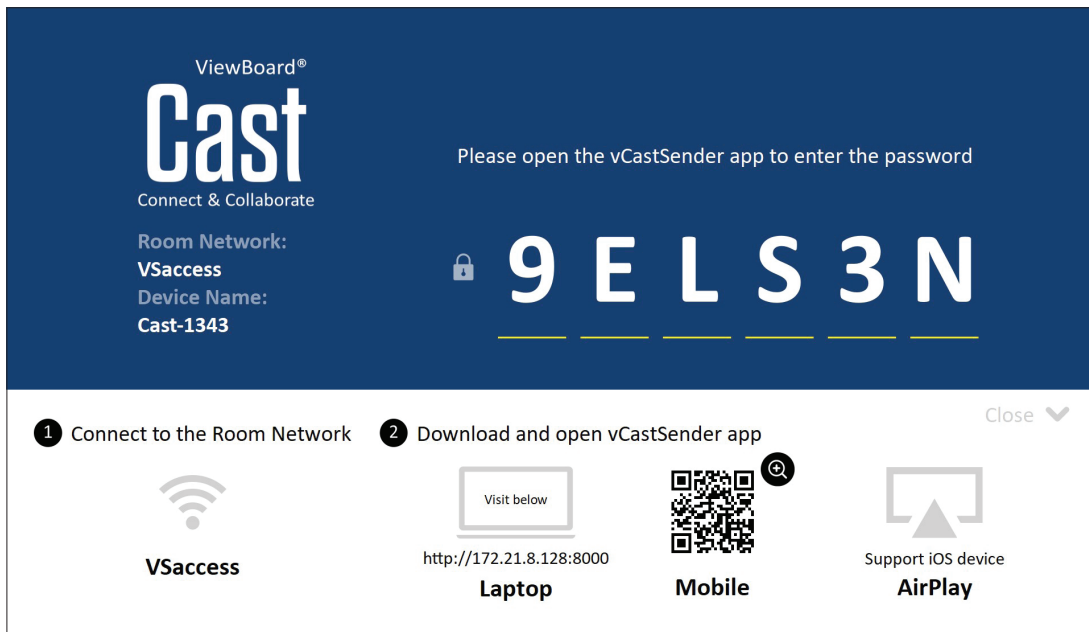 ViewBoard®
Cast
Connect & Collaborate
Room Network:
VSaccess
Device Name:
Cast-1343
Please open the vCastSender app to enter the password
9 E L S 3 N
Close
1 Connect to the Room Network
VSaccess
2 Download and open vCastSender app
Visit below
http://172.21.8.128:8000
Laptop
Mobile
Support iOS device
AirPlay